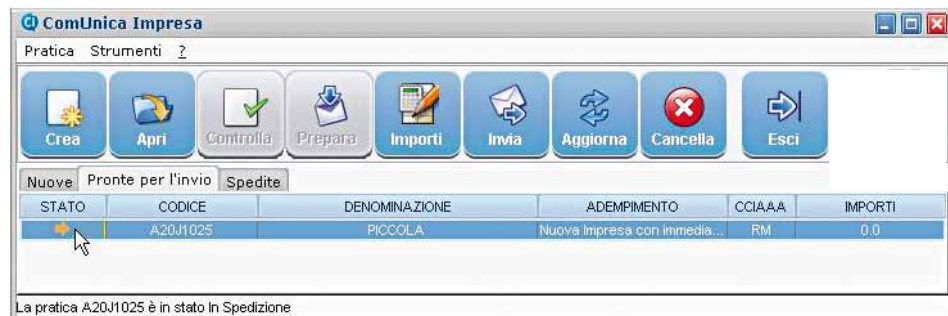 ComUnica Impresa
Pratica Strumenti ?
Crea Apri Controlla Prepara Importi Invia Aggiorna Cancella Esci
Nuove Pronte per l'invio Spedite
STATO CODICE DENOMINAZIONE ADEMPIMENTO CCIAAA IMPORTI
A20J1025 PICCOLA Nuova Impresa con immedia... RM 0.0
La pratica A20J1025 è in stato In Spedizione